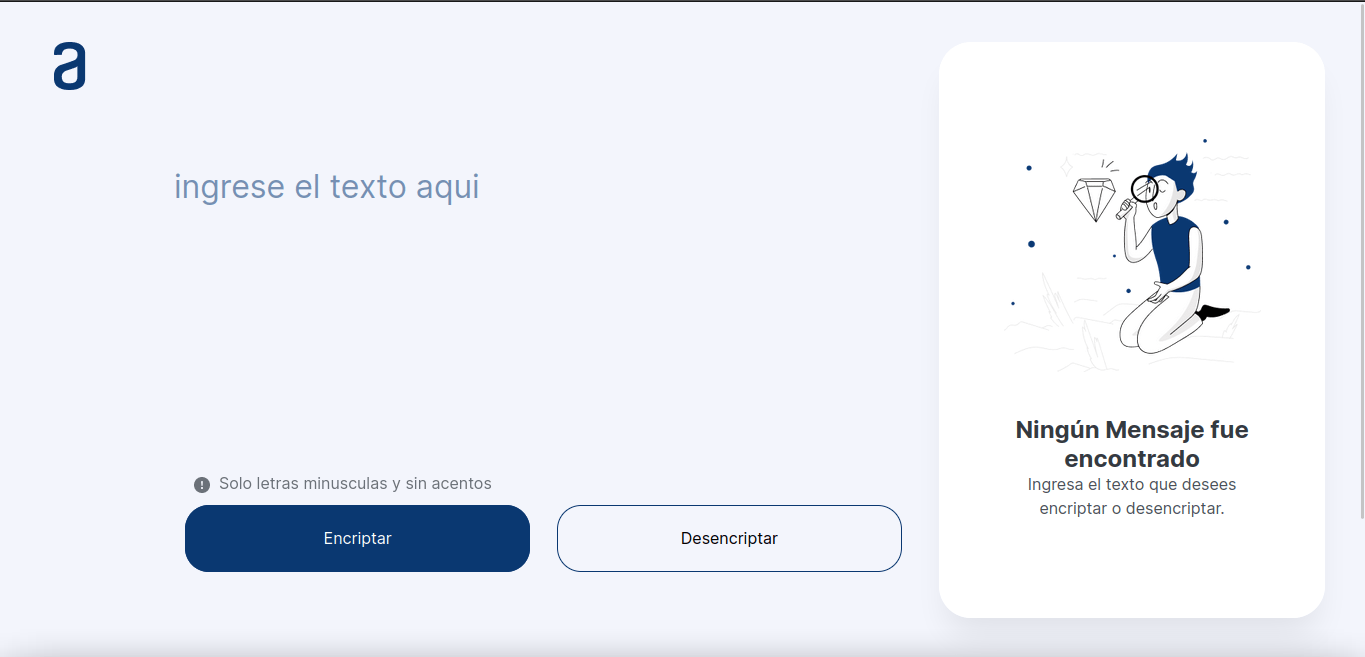 a
ingrese el texto aqui
Solo letras minusculas y sin acentos
Encriptar
Desencriptar
Ningún Mensaje fue
encontrado
Ingresa el texto que desees
encriptar o desencriptar.